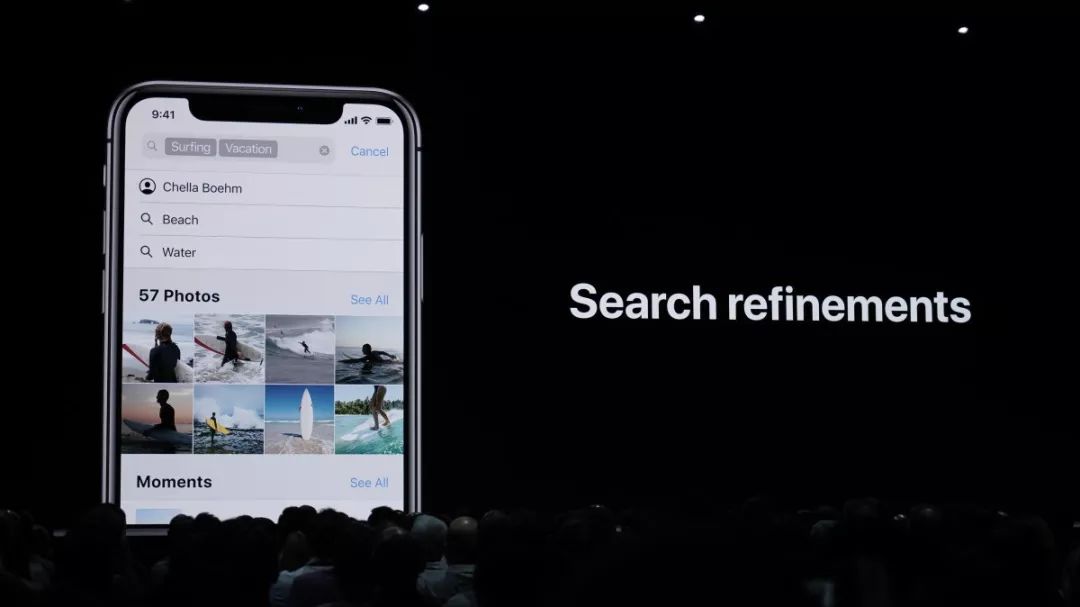 9:41
Surfing Vacation Cancel
Chella Boehm
Beach
Water
57 Photos See All
Search refinements
Moments See All